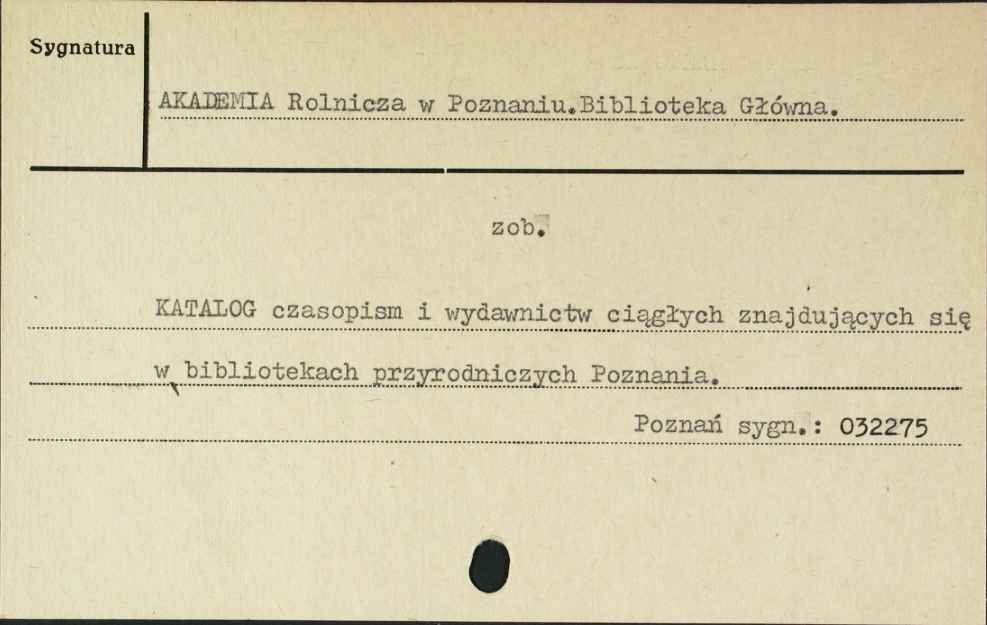 Sygnatura
AKADEMIA Rolnicza w Poznaniu.Biblioteka Główna.
zob.
KATALOG czasopism i wydawnictw ciągłych znajdujących się
w bibliotekach przyrodniczych Poznania.
Poznań sygn.: 032275